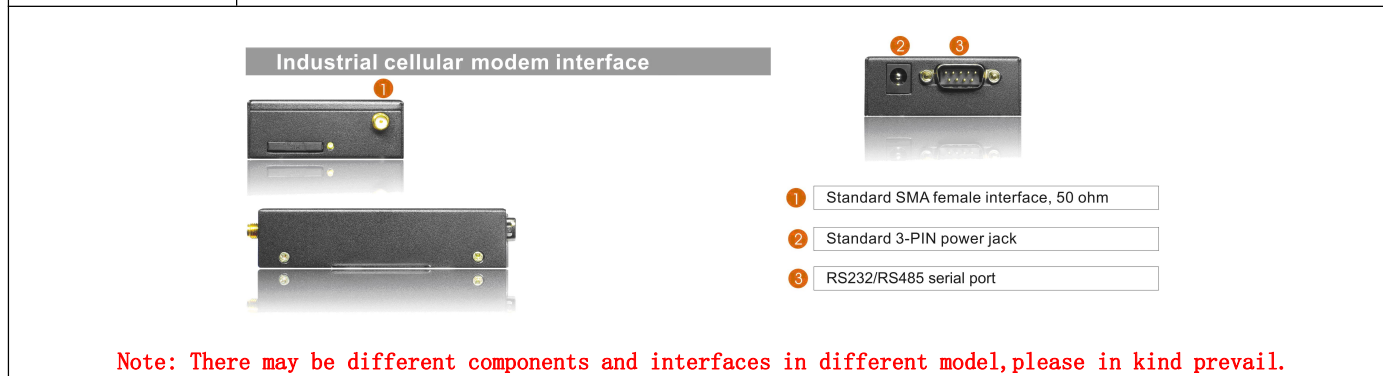 Industrial cellular modem interface
1
2 3
1 Standard SMA female interface, 50 ohm
2 Standard 3-PIN power jack
3 RS232/RS485 serial port
Note: There may be different components and interfaces in different model,please in kind prevail.